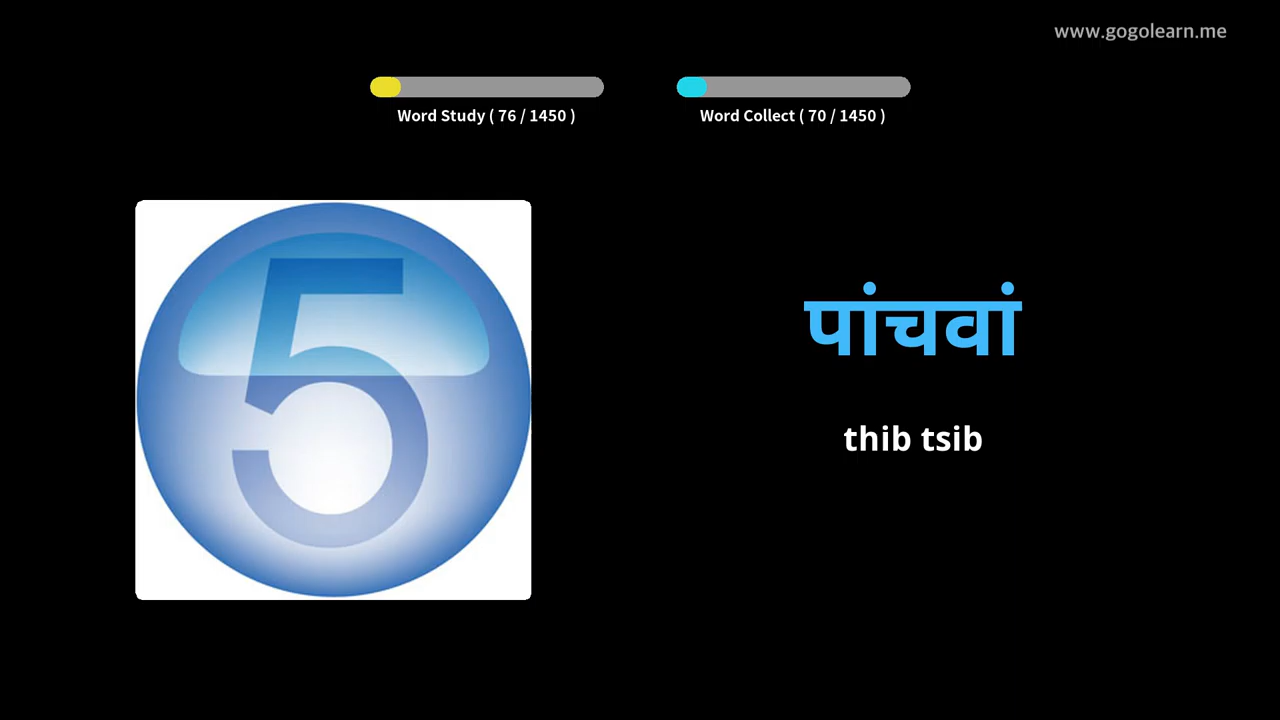 www.gogolearn.me
Word Study ( 76 / 1450 )
Word Collect ( 70 / 1450 )
5
पांचवां
thib tsib